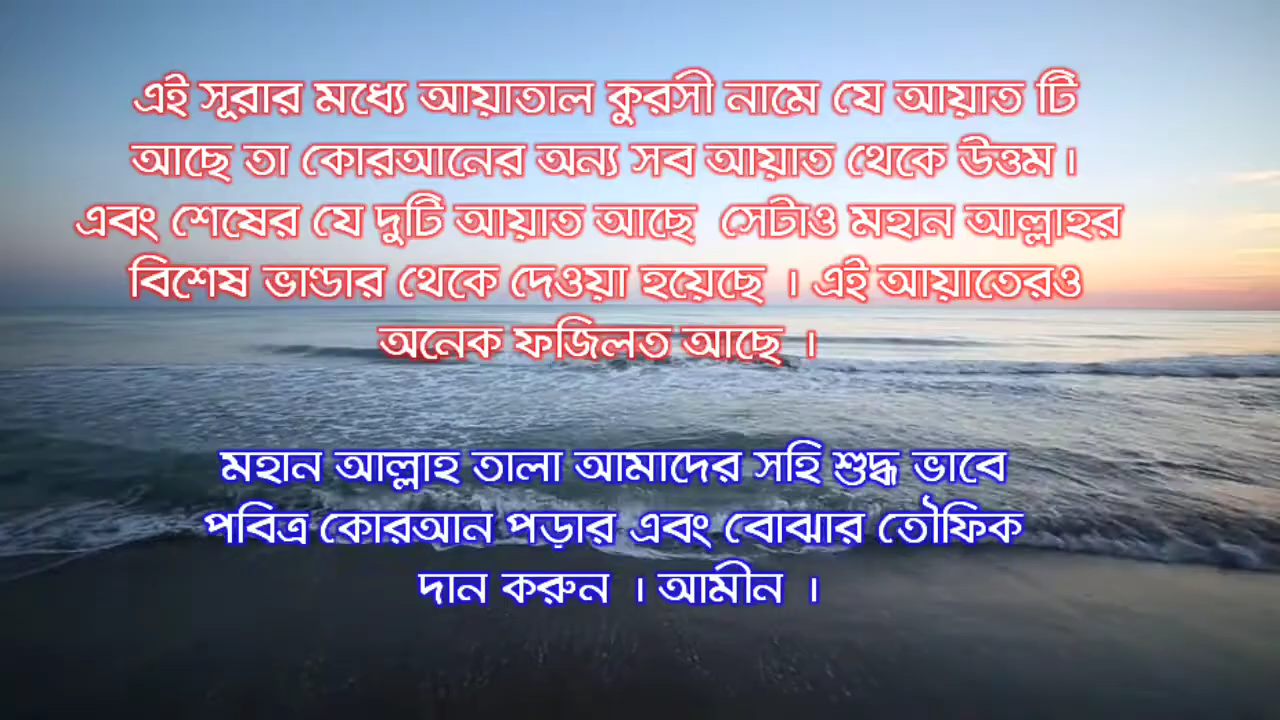 এই সূরার মধ্যে আয়াতাল কুরসী নামে যে আয়াত টি
আছে তা কোরআনের অন্য সব আয়াত থেকে উত্তম।
এবং শেষের যে দুটি আয়াত আছে সেটাও মহান আল্লাহর
বিশেষ ভান্ডার থেকে দেওয়া হয়েছে । এই আয়াতেরও
অনেক ফজিলত আছে ।
মহান আল্লাহ তালা আমাদের সহি শুদ্ধ ভাবে
পবিত্র কোরআন পড়ার এবং বোঝার তৌফিক
দান করুন । আমীন ।